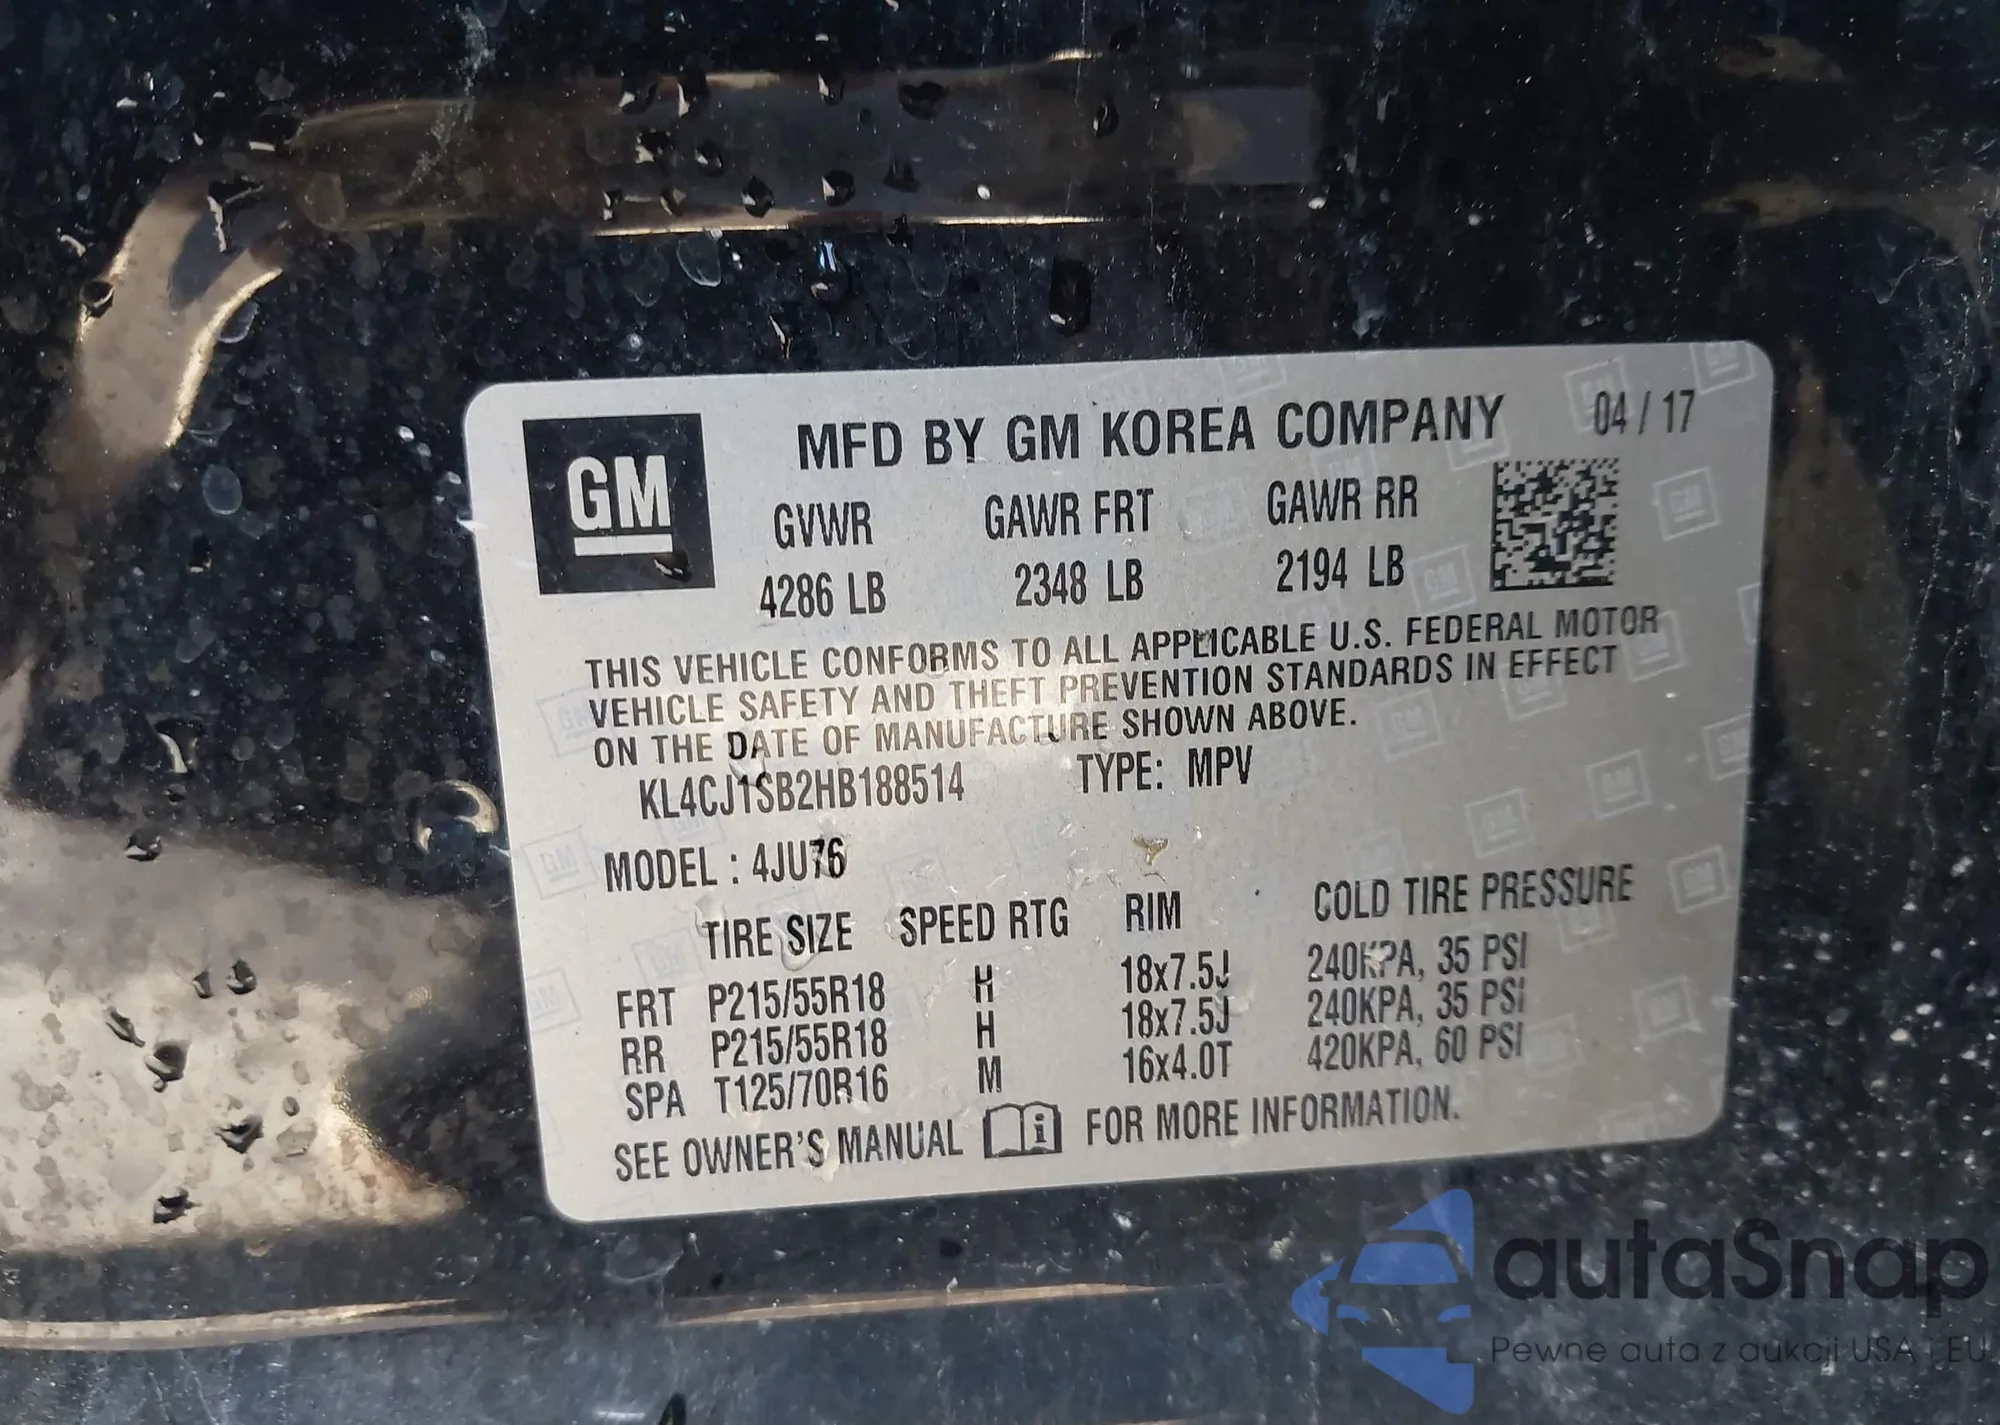 GM
MFD BY GM KOREA COMPANY 04 / 17
GVWR GAWR FRT GAWR RR
4286 LB 2348 LB 2194 LB
THIS VEHICLE CONFORMS TO ALL APPLICABLE U.S. FEDERAL MOTOR
VEHICLE SAFETY AND THEFT PREVENTION STANDARDS IN EFFECT
ON THE DATE OF MANUFACTURE SHOWN ABOVE.
KL4CJ1SB2HB188514 TYPE: MPV
MODEL : 4JU76
TIRE SIZE SPEED RTG RIM COLD TIRE PRESSURE
FRT P215/55R18 H 18x7.5J 240KPA, 35 PSI
RR P215/55R18 H 18x7.5J 240KPA, 35 PSI
SPA T125/70R16 M 16x4.0T 420KPA, 60 PSI
SEE OWNER'S MANUAL FOR MORE INFORMATION.
autaSnap
Pewne auta z aukcji USA i EU